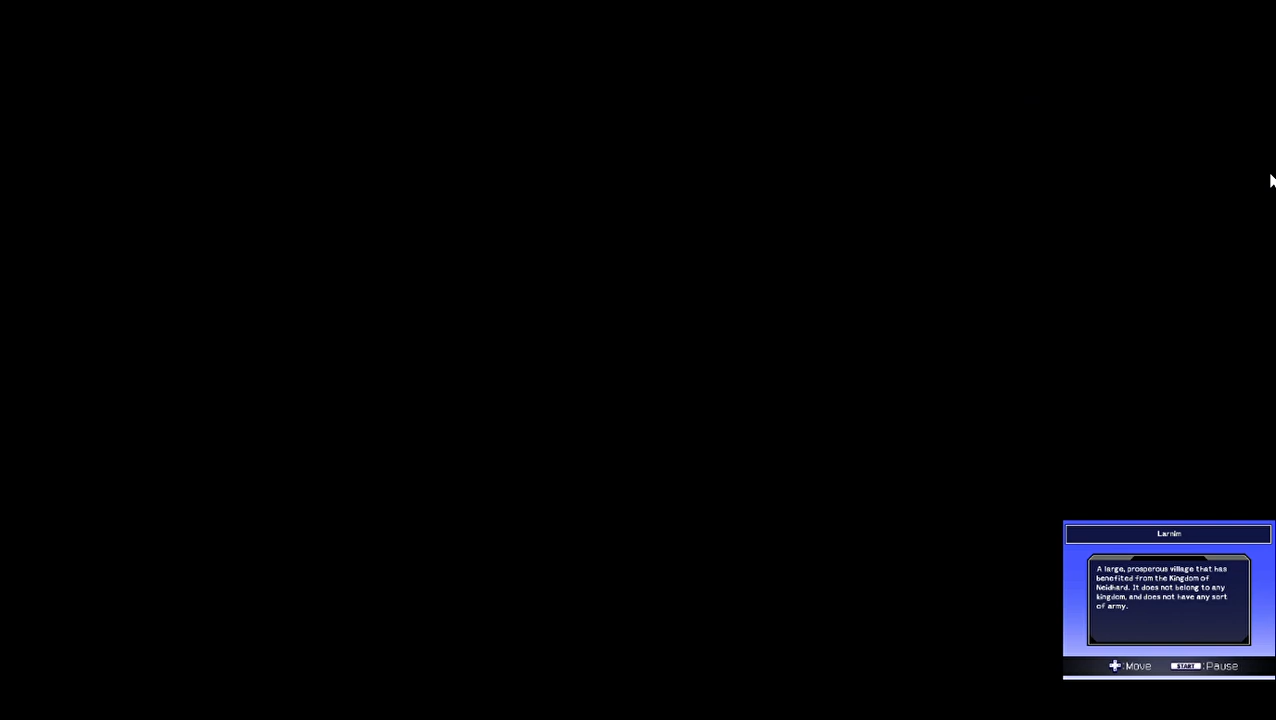 Larnim
A large, prosperous village that has
benefited from the Kingdom of
Neidhard. It does not belong to any
kingdom, and does not have any sort
of army.
:Move START :Pause